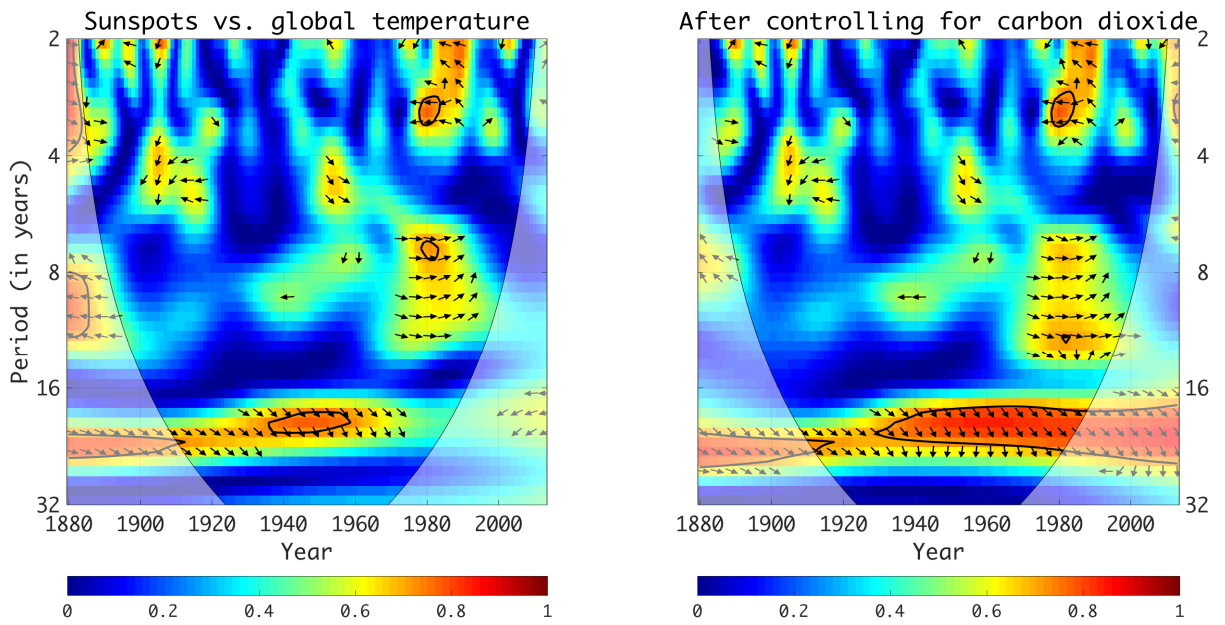 Sunspots vs. global temperature
After controlling for carbon dioxide
Period (in years)
2
4
8
16
32
1880 1900 1920 1940 1960 1980 2000
Year
0 0.2 0.4 0.6 0.8 1
2
4
8
16
32
1880 1900 1920 1940 1960 1980 2000
Year
0 0.2 0.4 0.6 0.8 1